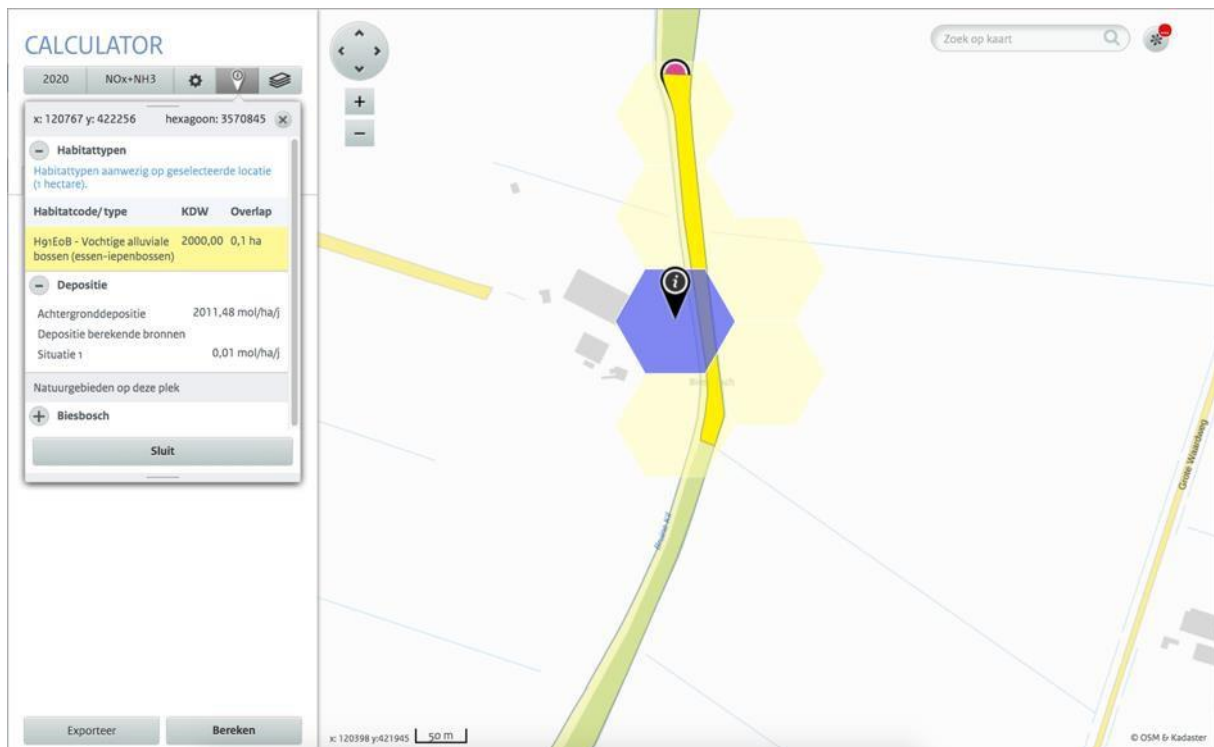 CALCULATOR
2020 NOx+NH3
x: 120767 y: 422256 hexagoon: 3570845
Habitattypen
Habitattypen aanwezig op geselecteerde locatie
(1 hectare).
Habitatcode/type KDW Overlap
H91E0B - Vochtige alluviale 2000,00 0,1 ha
bossen (essen-iepenbossen)
Depositie
Achtergronddepositie 2011,48 mol/ha/j
Depositie berekende bronnen
Situatie 1 0,01 mol/ha/j
Natuurgebieden op deze plek
Biesbosch
Sluit
Exporteer Bereken
Zoek op kaart
Biesbosch
Grote Waardweg
x: 120398 y:421945 50 m
© OSM & Kadaster